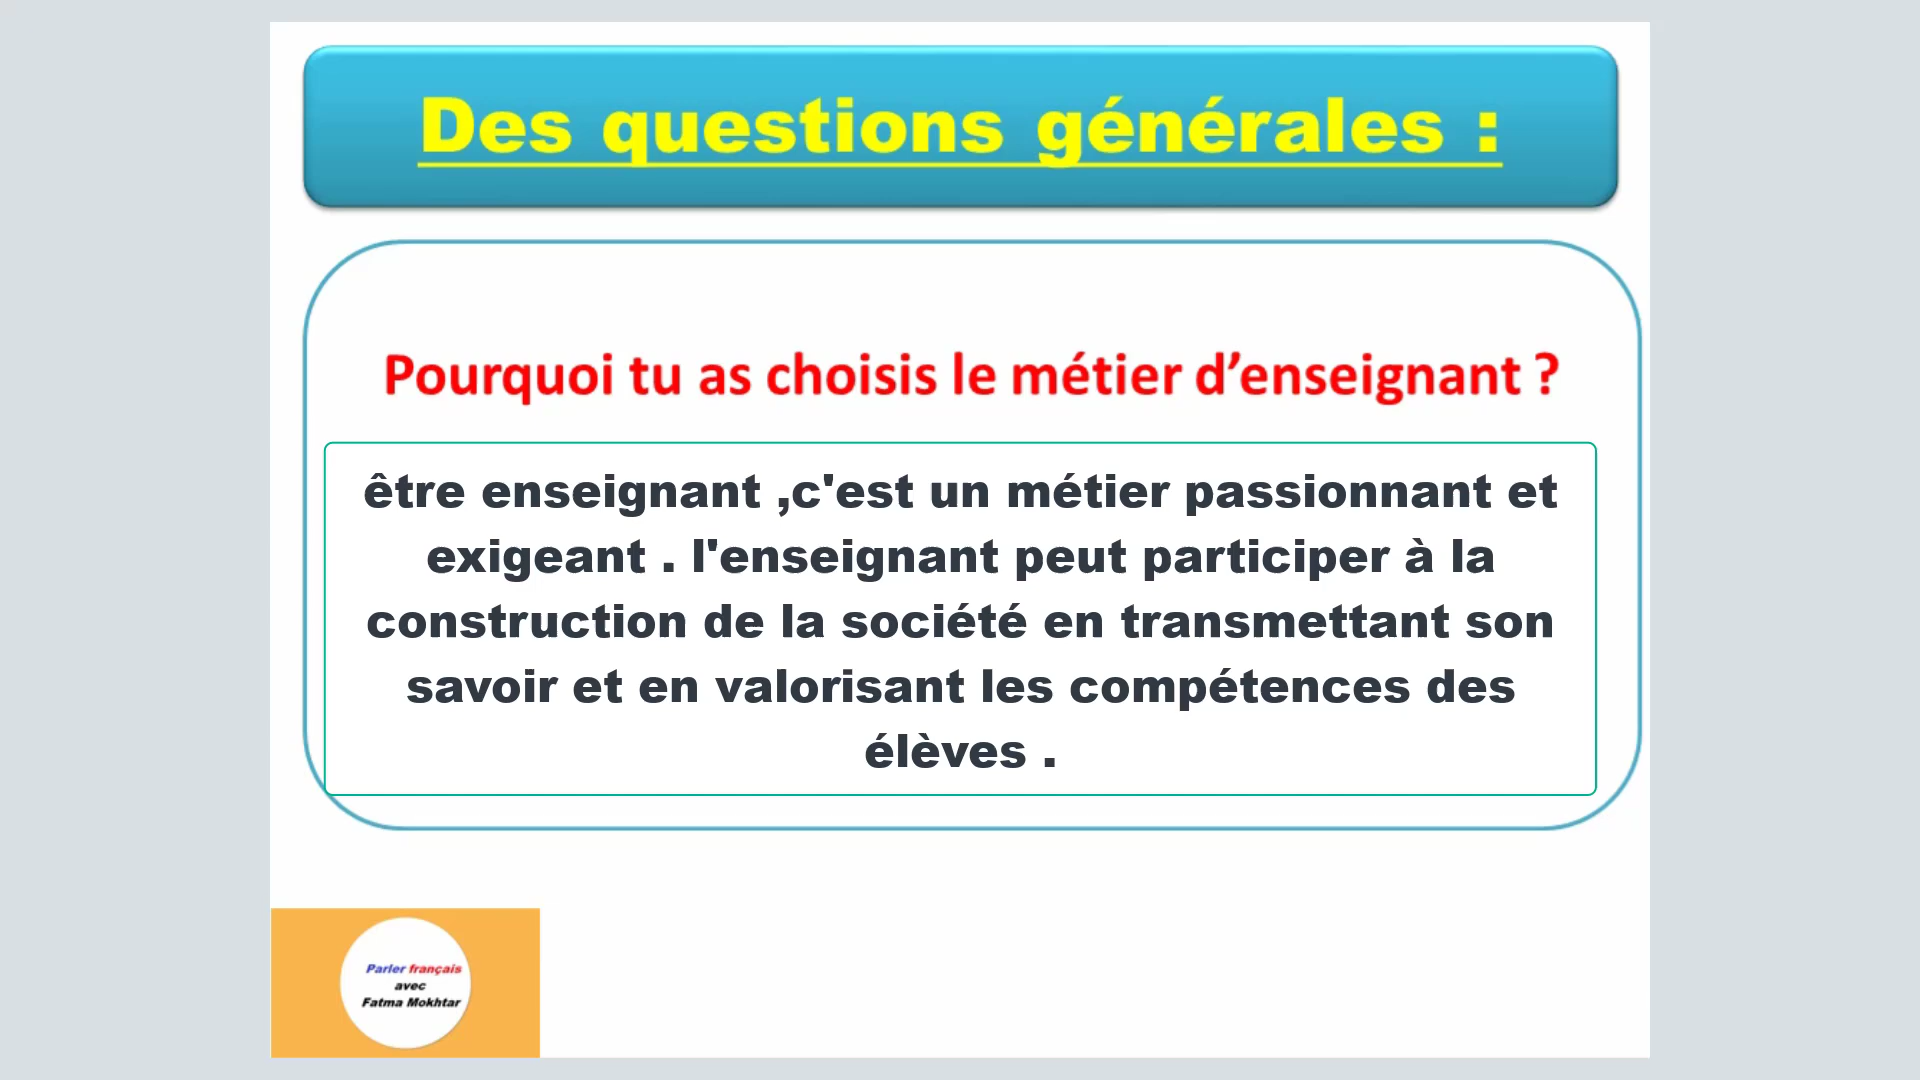 Des questions générales :
Pourquoi tu as choisis le métier d’enseignant ?
être enseignant ,c'est un métier passionnant et
exigeant . l'enseignant peut participer à la
construction de la société en transmettant son
savoir et en valorisant les compétences des
élèves .
Parler français
avec
Fatma Mokhtar